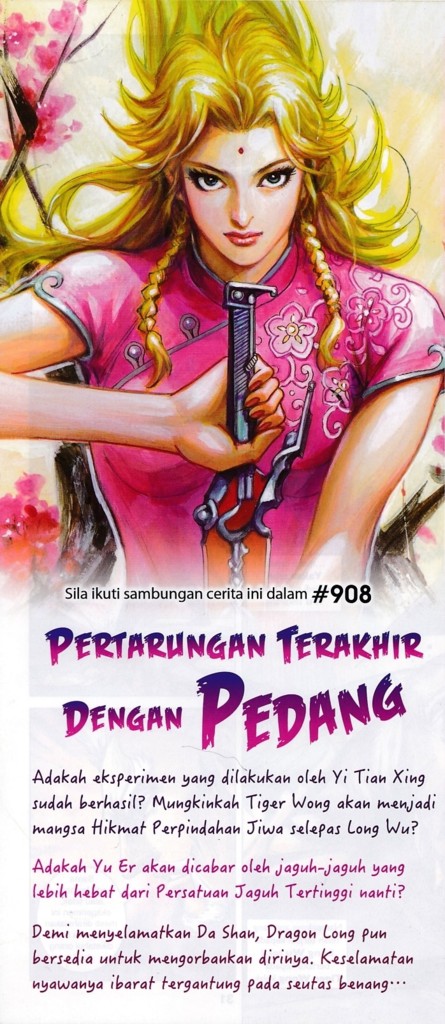 Sila ikuti sambungan cerita ini dalam #908
PERTARUNGAN TERAKHIR
DENGAN PEDANG
Adakah eksperimen yang dilakukan oleh Yi Tian Xing
sudah berhasil? Mungkinkah Tiger Wong akan menjadi
mangsa Hikmat Perpindahan Jiwa selepas Long Wu?
Adakah Yu Er akan dicabar oleh jaguh-jaguh yang
lebih hebat dari Persatuan Jaguh Tertinggi nanti?
Demi menyelamatkan Da Shan, Dragon Long pun
bersedia untuk mengorbankan dirinya. Keselamatan
nyawanya ibarat tergantung pada seutas benang...